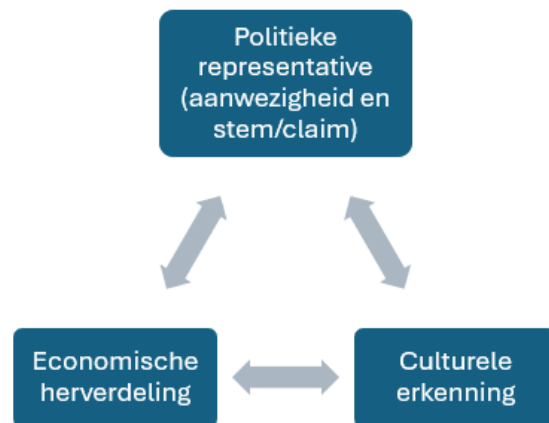 Politieke
representative
(aanwezigheid en
stem/claim)
Economische
herverdeling
Culturele
erkenning